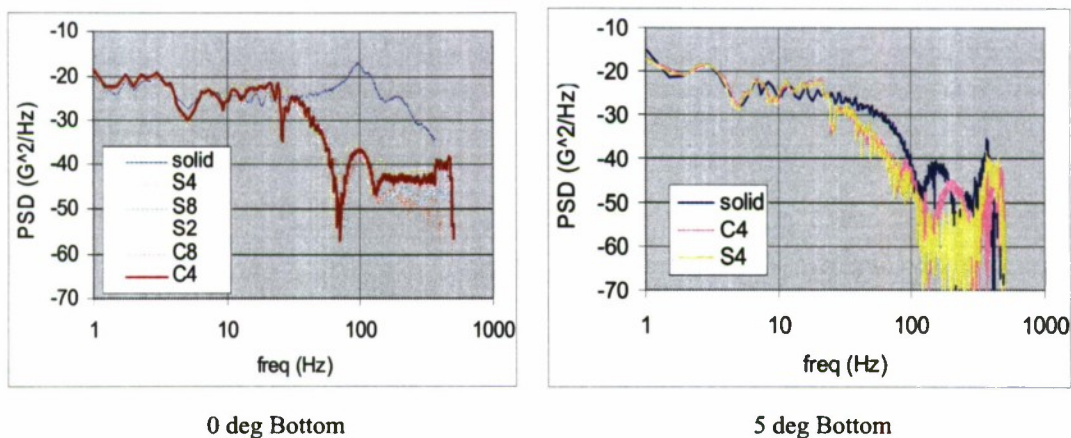 -10
-20
-30
-40
-50
-60
-70
PSD (G^2/Hz)
solid
S4
S8
S2
C8
C4
1 10 100 1000
freq (Hz)
0 deg Bottom
-10
-20
-30
-40
-50
-60
-70
PSD (G^2/Hz)
solid
C4
S4
1 10 100 1000
freq (Hz)
5 deg Bottom